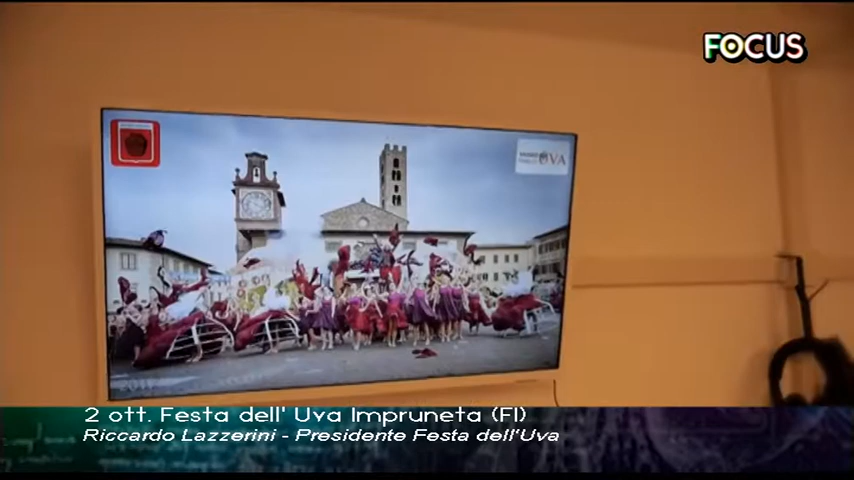 FOCUS
UVA
2 ott. Festa dell' Uva Impruneta (FI)
Riccardo Lazzerini - Presidente Festa dell'Uva